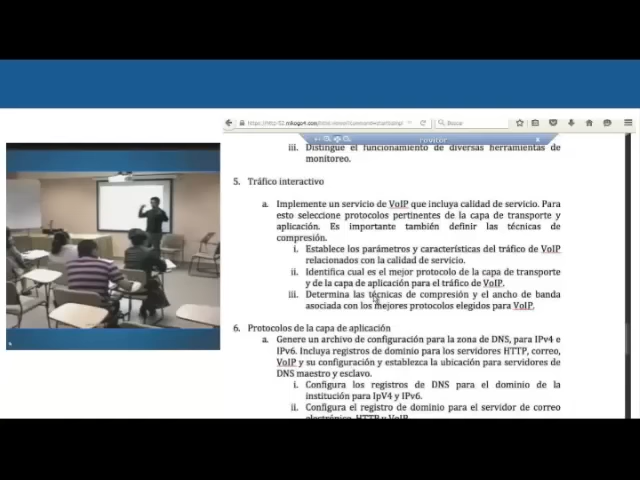 Buscar
iii. Distingue el funcionamiento de diversas herramientas de
monitoreo.
5. Tráfico interactivo
a. Implemente un servicio de VoIP que incluya calidad de servicio. Para
esto seleccione protocolos pertinentes de la capa de transporte y
aplicación. Es importante también definir las técnicas de
compresión.
i. Establece los parámetros y características del tráfico de VoIP
relacionados con la calidad de servicio.
ii. Identifica cual es el mejor protocolo de la capa de transporte
y de la capa de aplicación para el tráfico de VoIP.
iii. Determina las técnicas de compresión y el ancho de banda
asociada con los mejores protocolos elegidos para VoIP.
6. Protocolos de la capa de aplicación
a. Genere un archivo de configuración para la zona de DNS, para IPv4 e
IPv6. Incluya registros de dominio para los servidores HTTP, correo,
VoIP y su configuración y establezca la ubicación para servidores de
DNS maestro y esclavo.
i. Configura los registros de DNS para el dominio de la
institución para IpV4 y IPv6.
ii. Configura el registro de dominio para el servidor de correo
electrónico, HTTP y VoIP.